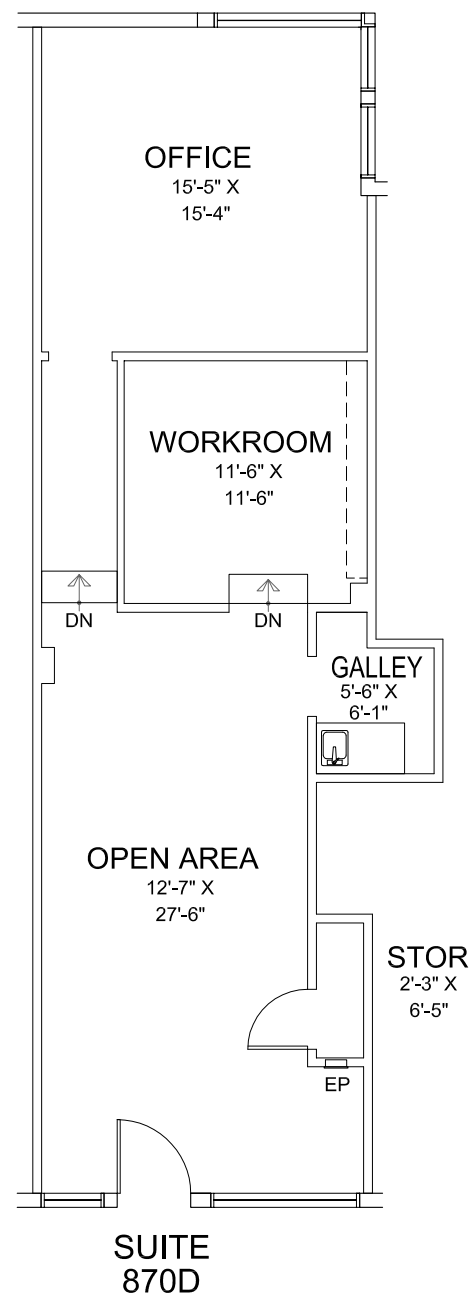 OFFICE
15'-5" X
15'-4"
WORKROOM
11'-6" X
11'-6"
DN
DN
GALLEY
5'-6" X
6'-1"
OPEN AREA
12'-7" X
27'-6"
STOR
2'-3" X
6'-5"
EP
SUITE
870D